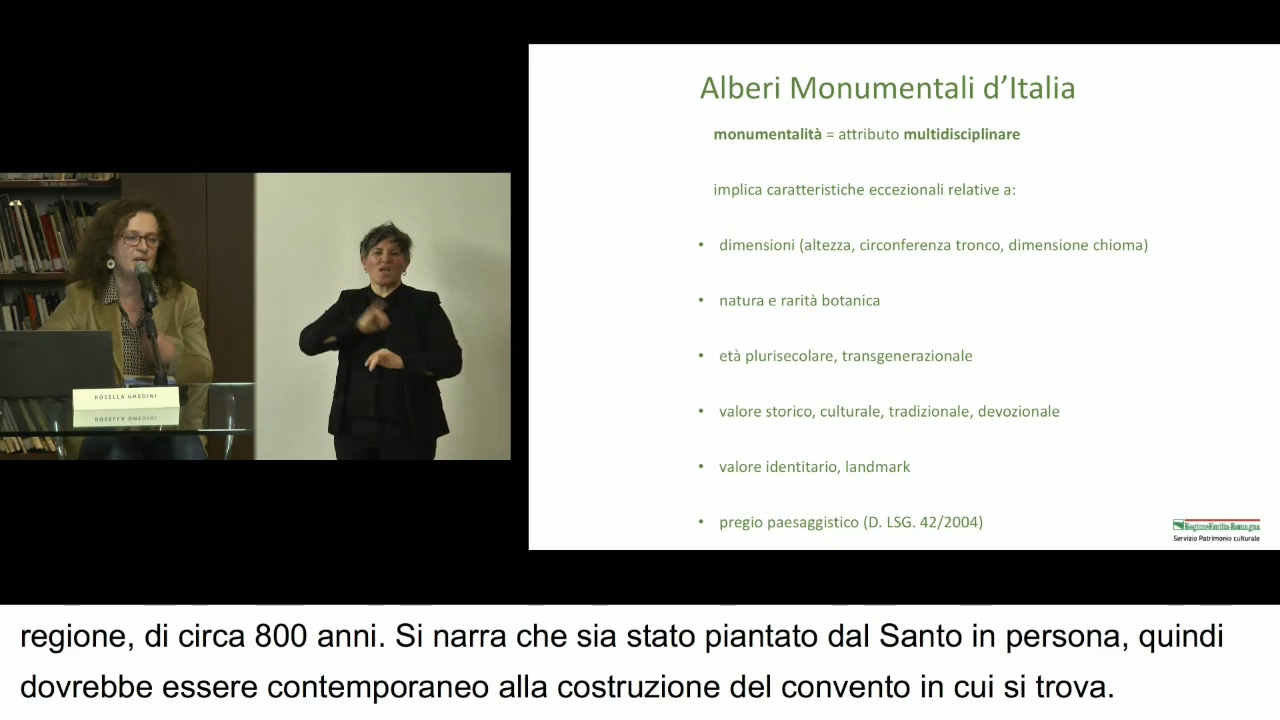 Alberi Monumentali d’Italia
monumentalità = attributo multidisciplinare
implica caratteristiche eccezionali relative a:
• dimensioni (altezza, circonferenza tronco, dimensione chioma)
• natura e rarità botanica
• età plurisecolare, transgenerazionale
• valore storico, culturale, tradizionale, devozionale
• valore identitario, landmark
• pregio paesaggistico (D. LSG. 42/2004)
RegioneEmilia-Romagna
Servizio Patrimonio culturale
ROSELLA GHEDINI
regione, di circa 800 anni. Si narra che sia stato piantato dal Santo in persona, quindi
dovrebbe essere contemporaneo alla costruzione del convento in cui si trova.